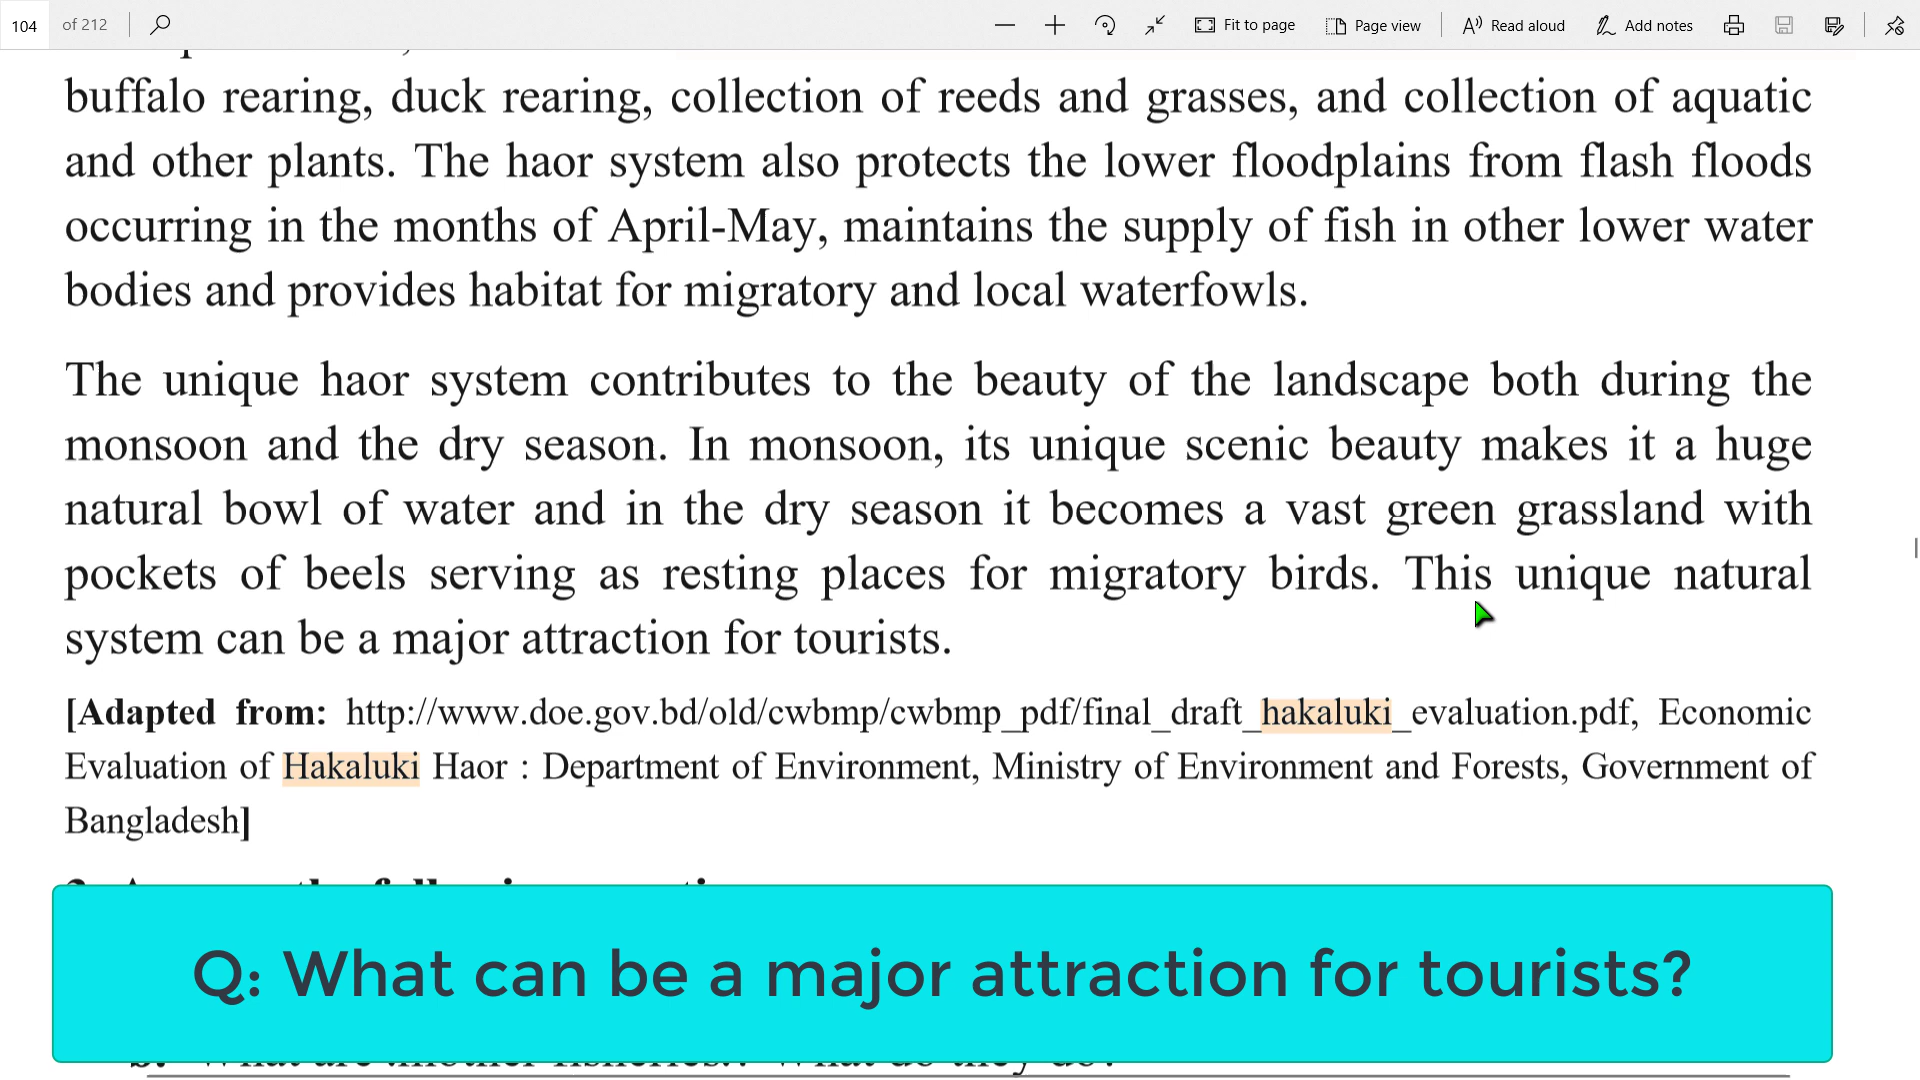 104 of 212 Fit to page Page view Read aloud Add notes
buffalo rearing, duck rearing, collection of reeds and grasses, and collection of aquatic
and other plants. The haor system also protects the lower floodplains from flash floods
occurring in the months of April-May, maintains the supply of fish in other lower water
bodies and provides habitat for migratory and local waterfowls.
The unique haor system contributes to the beauty of the landscape both during the
monsoon and the dry season. In monsoon, its unique scenic beauty makes it a huge
natural bowl of water and in the dry season it becomes a vast green grassland with
pockets of beels serving as resting places for migratory birds. This unique natural
system can be a major attraction for tourists.
[Adapted from: http://www.doe.gov.bd/old/cwbmp/cwbmp_pdf/final_draft_hakaluki_evaluation.pdf, Economic
Evaluation of Hakaluki Haor : Department of Environment, Ministry of Environment and Forests, Government of
Bangladesh]
Q: What can be a major attraction for tourists?